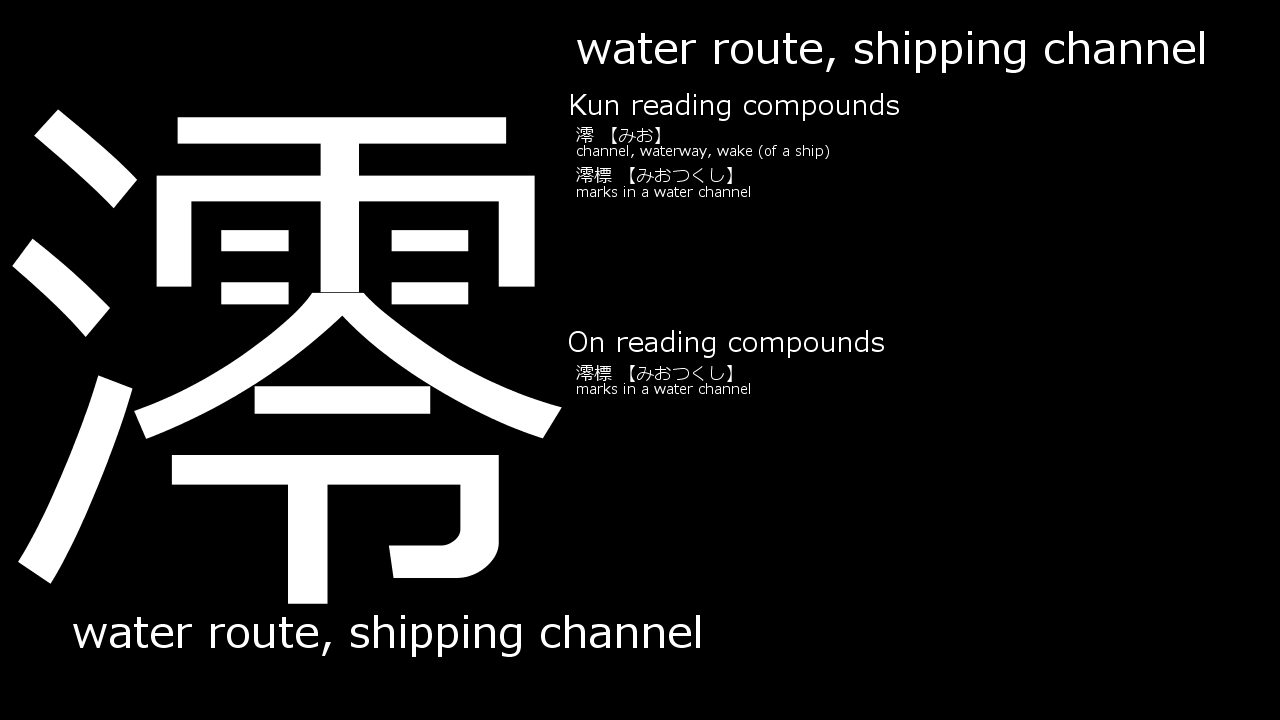 澪
water route, shipping channel
Kun reading compounds
澪 【みお】
channel, waterway, wake (of a ship)
澪標 【みおつくし】
marks in a water channel
On reading compounds
澪標 【みおつくし】
marks in a water channel
water route, shipping channel